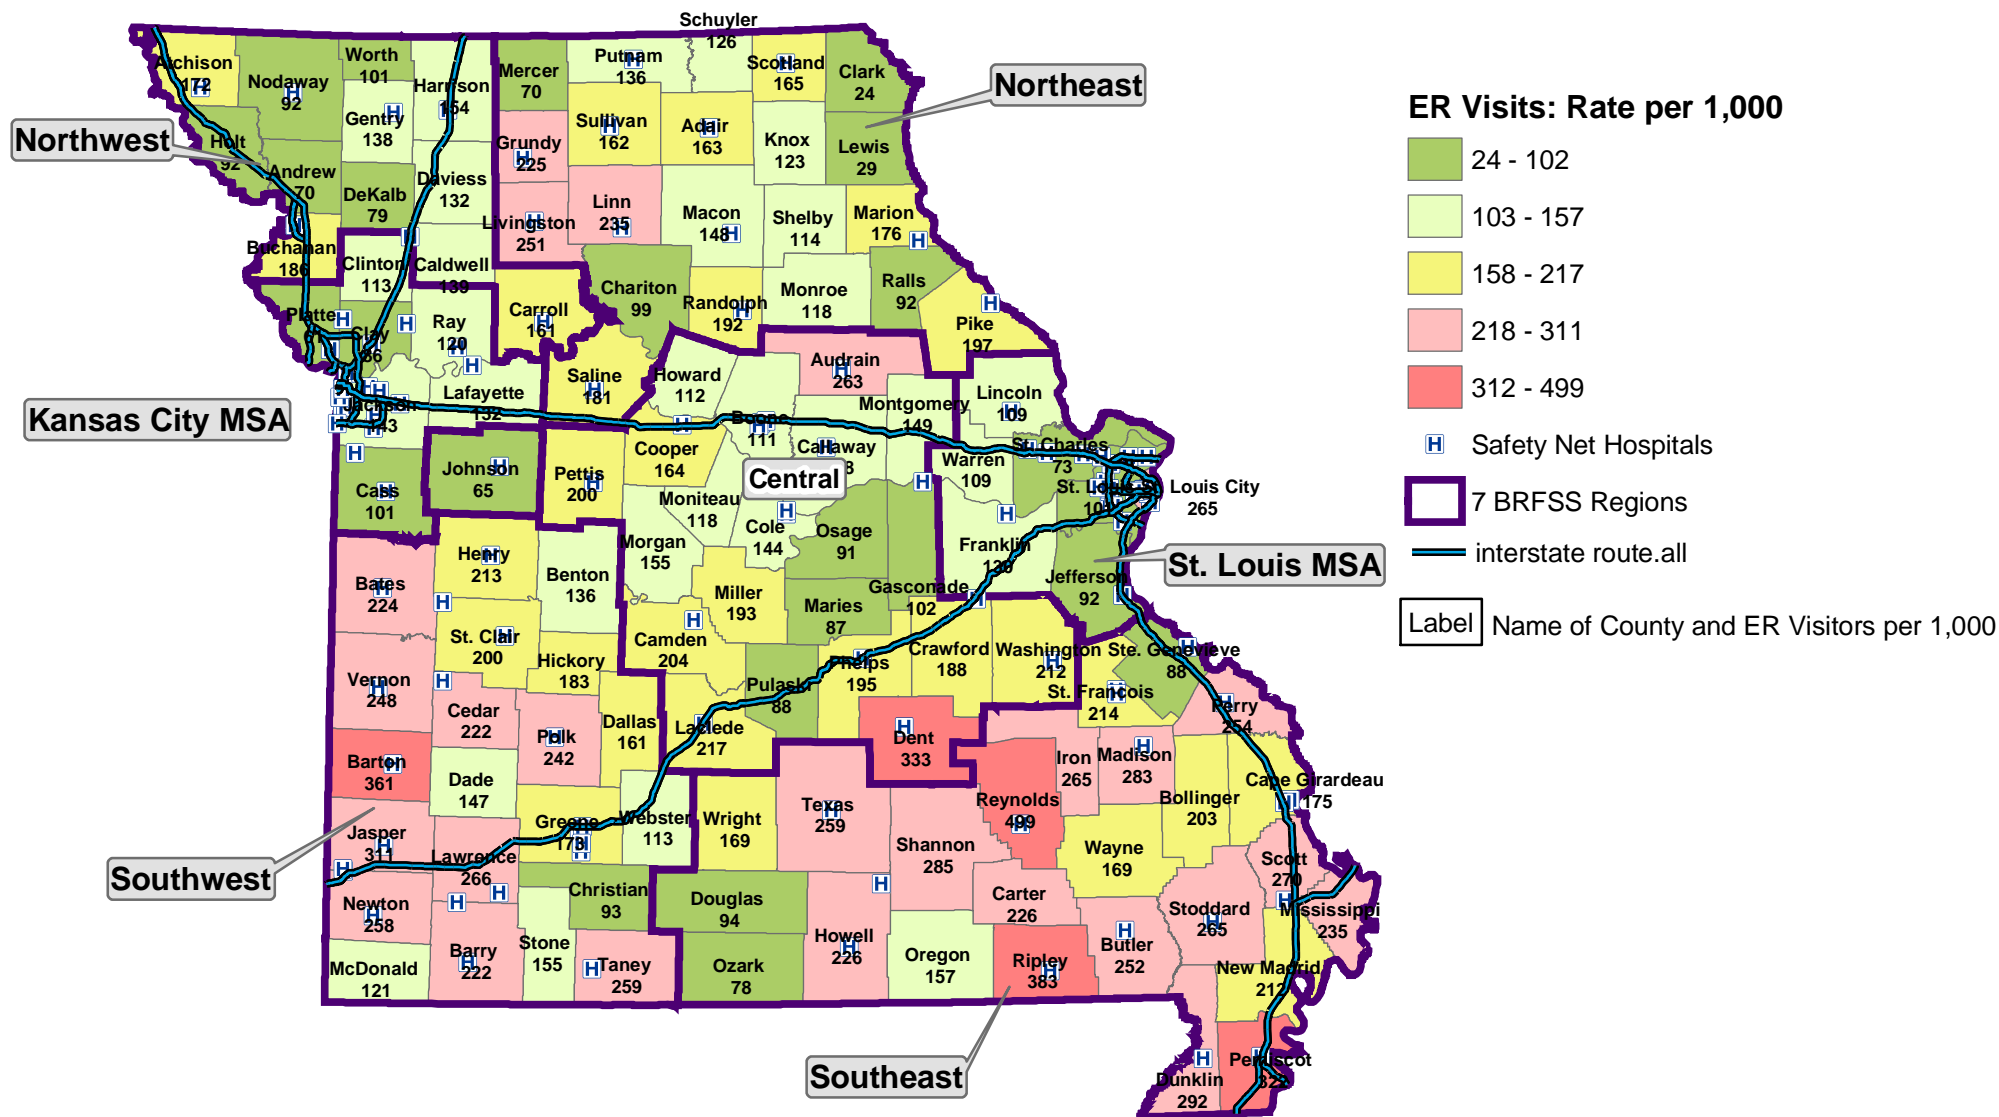 Schuyler
126
Atchison
172
Nodaway
92
Worth
101
Harrison
154
Gentry
138
Mercer
70
Putnam
136
Scotland
165
Clark
24
Northeast
Northwest
Holt
92
Andrew
70
DeKalb
79
Daviess
132
Grundy
225
Sullivan
162
Adair
163
Knox
123
Lewis
29
Livingston
251
Linn
235
Macon
148
Shelby
114
Marion
176
Buchanan
186
Clinton
113
Caldwell
139
Carroll
161
Chariton
99
Randolph
192
Monroe
118
Ralls
92
Pike
197
Platte
Clay
86
Ray
120
Saline
181
Howard
112
Audrain
263
Lincoln
109
Kansas City MSA
Jackson
143
Lafayette
132
Boone
111
Callaway
Montgomery
149
Warren
109
St. Charles
73
Cooper
164
Central
Johnson
65
Pettis
200
Cass
101
Moniteau
118
Cole
144
Osage
91
St. Louis
St. Louis City
265
Morgan
155
Franklin
Gasconade
102
Jefferson
92
St. Louis MSA
Henry
213
Benton
136
Bates
224
Miller
193
Maries
87
Camden
204
St. Clair
200
Hickory
183
Phelps
195
Crawford
188
Washington
212
Ste. Genevieve
88
St. Francois
214
Vernon
248
Cedar
222
Polk
242
Dallas
161
Laclede
217
Pulaski
88
Dent
333
Perry
254
Iron
265
Madison
283
Barton
361
Dade
147
Greene
173
Webster
113
Wright
169
Texas
259
Reynolds
499
Bollinger
203
Cape Girardeau
175
Jasper
311
Lawrence
266
Shannon
285
Wayne
169
Scott
270
Southwest
Newton
258
Christian
93
Douglas
94
Carter
226
Stoddard
265
Mississippi
235
McDonald
121
Barry
222
Stone
155
Taney
259
Ozark
78
Howell
226
Oregon
157
Ripley
383
Butler
252
New Madrid
212
Southeast
Dunklin
292
Pemiscot
ER Visits: Rate per 1,000
24 - 102
103 - 157
158 - 217
218 - 311
312 - 499
H Safety Net Hospitals
7 BRFSS Regions
interstate route.all
Label Name of County and ER Visitors per 1,000